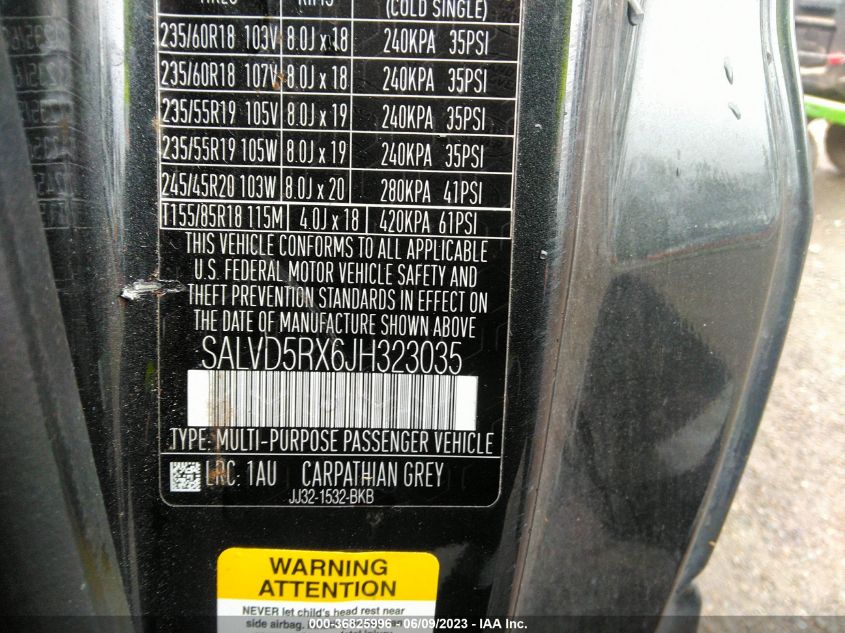 (COLD SINGLE)
235/60R18 103V 8.0J x 18 240KPA 35PSI
235/60R18 107V 8.0J x 18 240KPA 35PSI
235/55R19 105V 8.0J x 19 240KPA 35PSI
235/55R19 105W 8.0J x 19 240KPA 35PSI
245/45R20 103W 8.0J x 20 280KPA 41PSI
T155/85R18 115M 4.0J x 18 420KPA 61PSI
THIS VEHICLE CONFORMS TO ALL APPLICABLE
U.S. FEDERAL MOTOR VEHICLE SAFETY AND
THEFT PREVENTION STANDARDS IN EFFECT ON
THE DATE OF MANUFACTURE SHOWN ABOVE
SALVD5RX6JH323035
TYPE: MULTI-PURPOSE PASSENGER VEHICLE
LRC: 1AU CARPATHIAN GREY
JJ32-1532-BKB
WARNING
ATTENTION
NEVER let child's head rest near
side airbag.
000-36825996 - 06/09/2023 - IAA Inc.